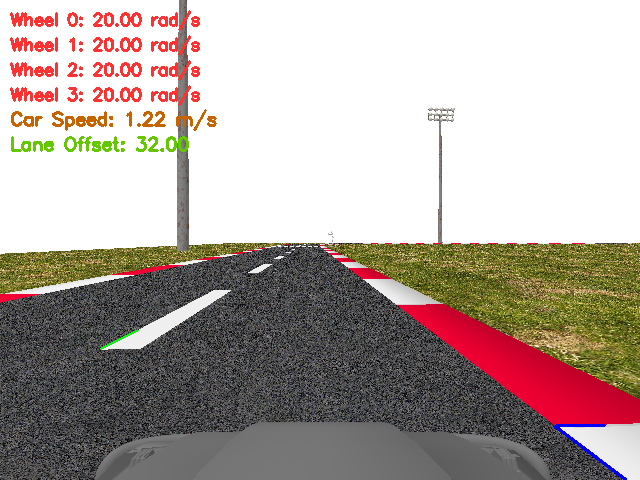 Wheel 0: 20.00 rad/s
Wheel 1: 20.00 rad/s
Wheel 2: 20.00 rad/s
Wheel 3: 20.00 rad/s
Car Speed: 1.22 m/s
Lane Offset: 32.00